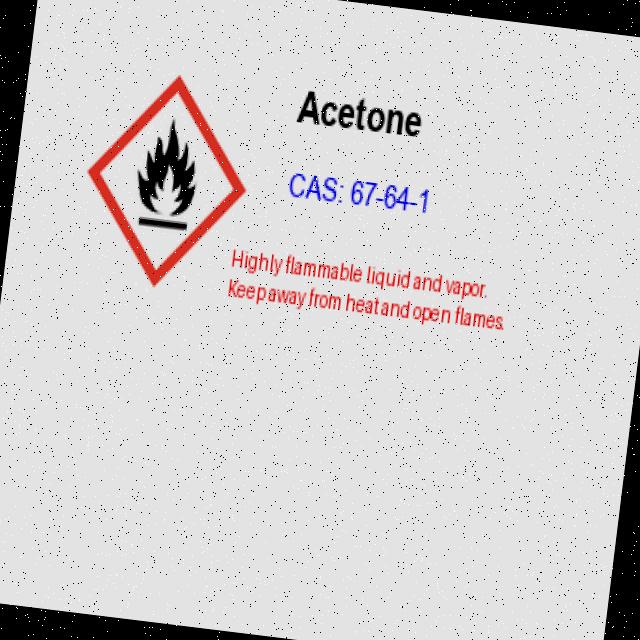 Acetone
CAS: 67-64-1
Highly flammable liquid and vapor.
Keep away from heat and open flames.